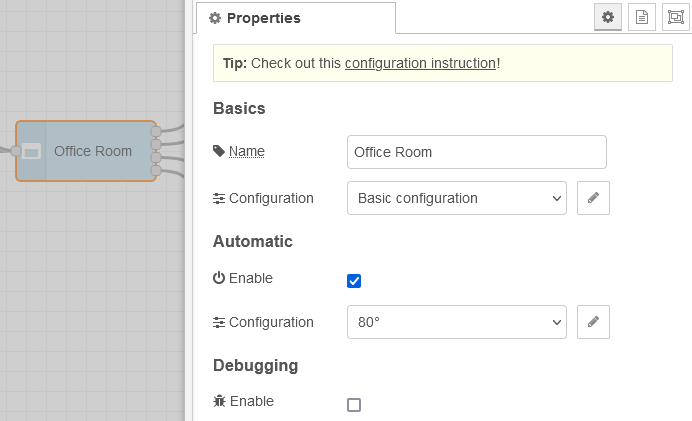 Properties
Tip: Check out this configuration instruction!
Basics
Office Room
Name
Office Room
Configuration
Basic configuration
Automatic
Enable
Configuration
80°
Debugging
Enable